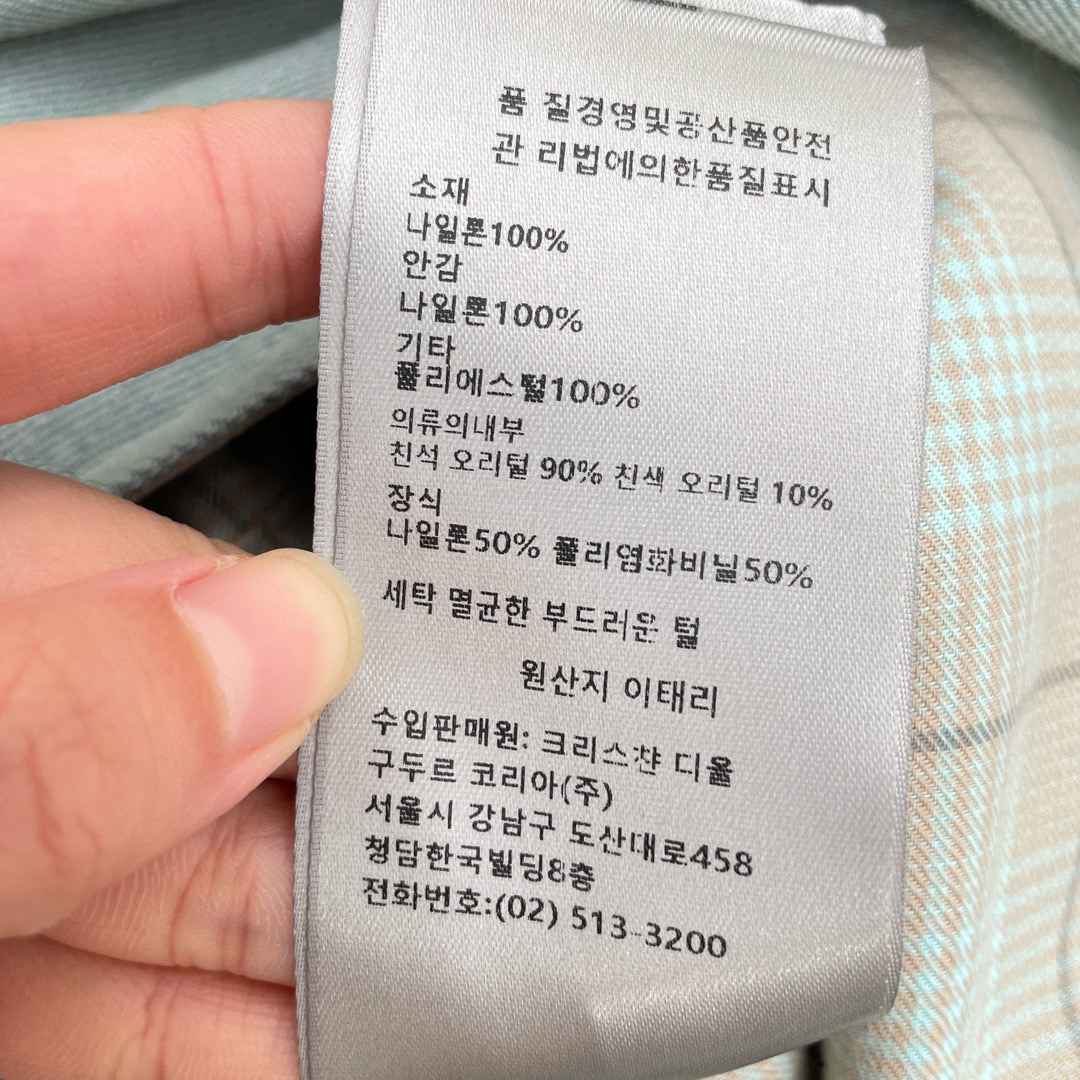 품 질경영및공산품안전
관 리법에의한품질표시
소재
나일론100%
안감
나일론100%
기타
폴리에스털100%
의류의내부
친석 오리털 90% 친색 오리털 10%
장식
나일론50% 폴리염화비닐50%
세탁 멸균한 부드러운 털
원산지 이태리
수입판매원: 크리스챤 디올
구두르 코리아(주)
서울시 강남구 도산대로458
청담한국빌딩8층
전화번호:(02) 513-3200